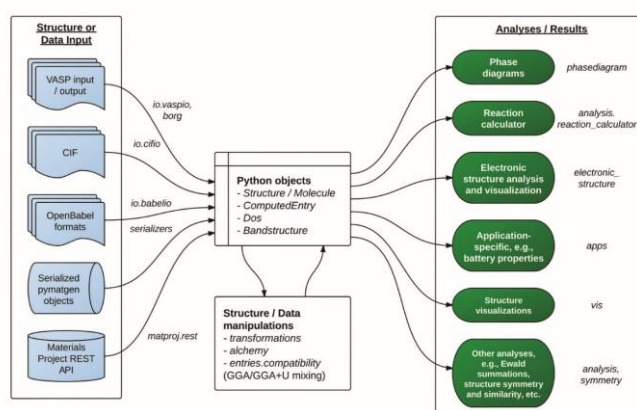 Structure or
Data Input
VASP input
/ output
CIF
OpenBabel
formats
Serialized
pymatgen
objects
Materials
Project REST
API
io.vaspio,
borg
io.cifio
io.babelio
serializers
matproj.rest
Python objects
- Structure / Molecule
- ComputedEntry
- Dos
- Bandstructure
Structure / Data
manipulations
- transformations
- alchemy
- entries.compatibility
(GGA/GGA+U mixing)
Analyses / Results
Phase
diagrams
phasediagram
Reaction
calculator
analysis.
reaction_calculator
Electronic
structure analysis
and visualization
electronic_
structure
Application-
specific, e.g.,
battery properties
apps
Structure
visualizations
vis
Other analyses,
e.g., Ewald
summations,
structure symmetry
and similarity, etc.
analysis,
symmetry